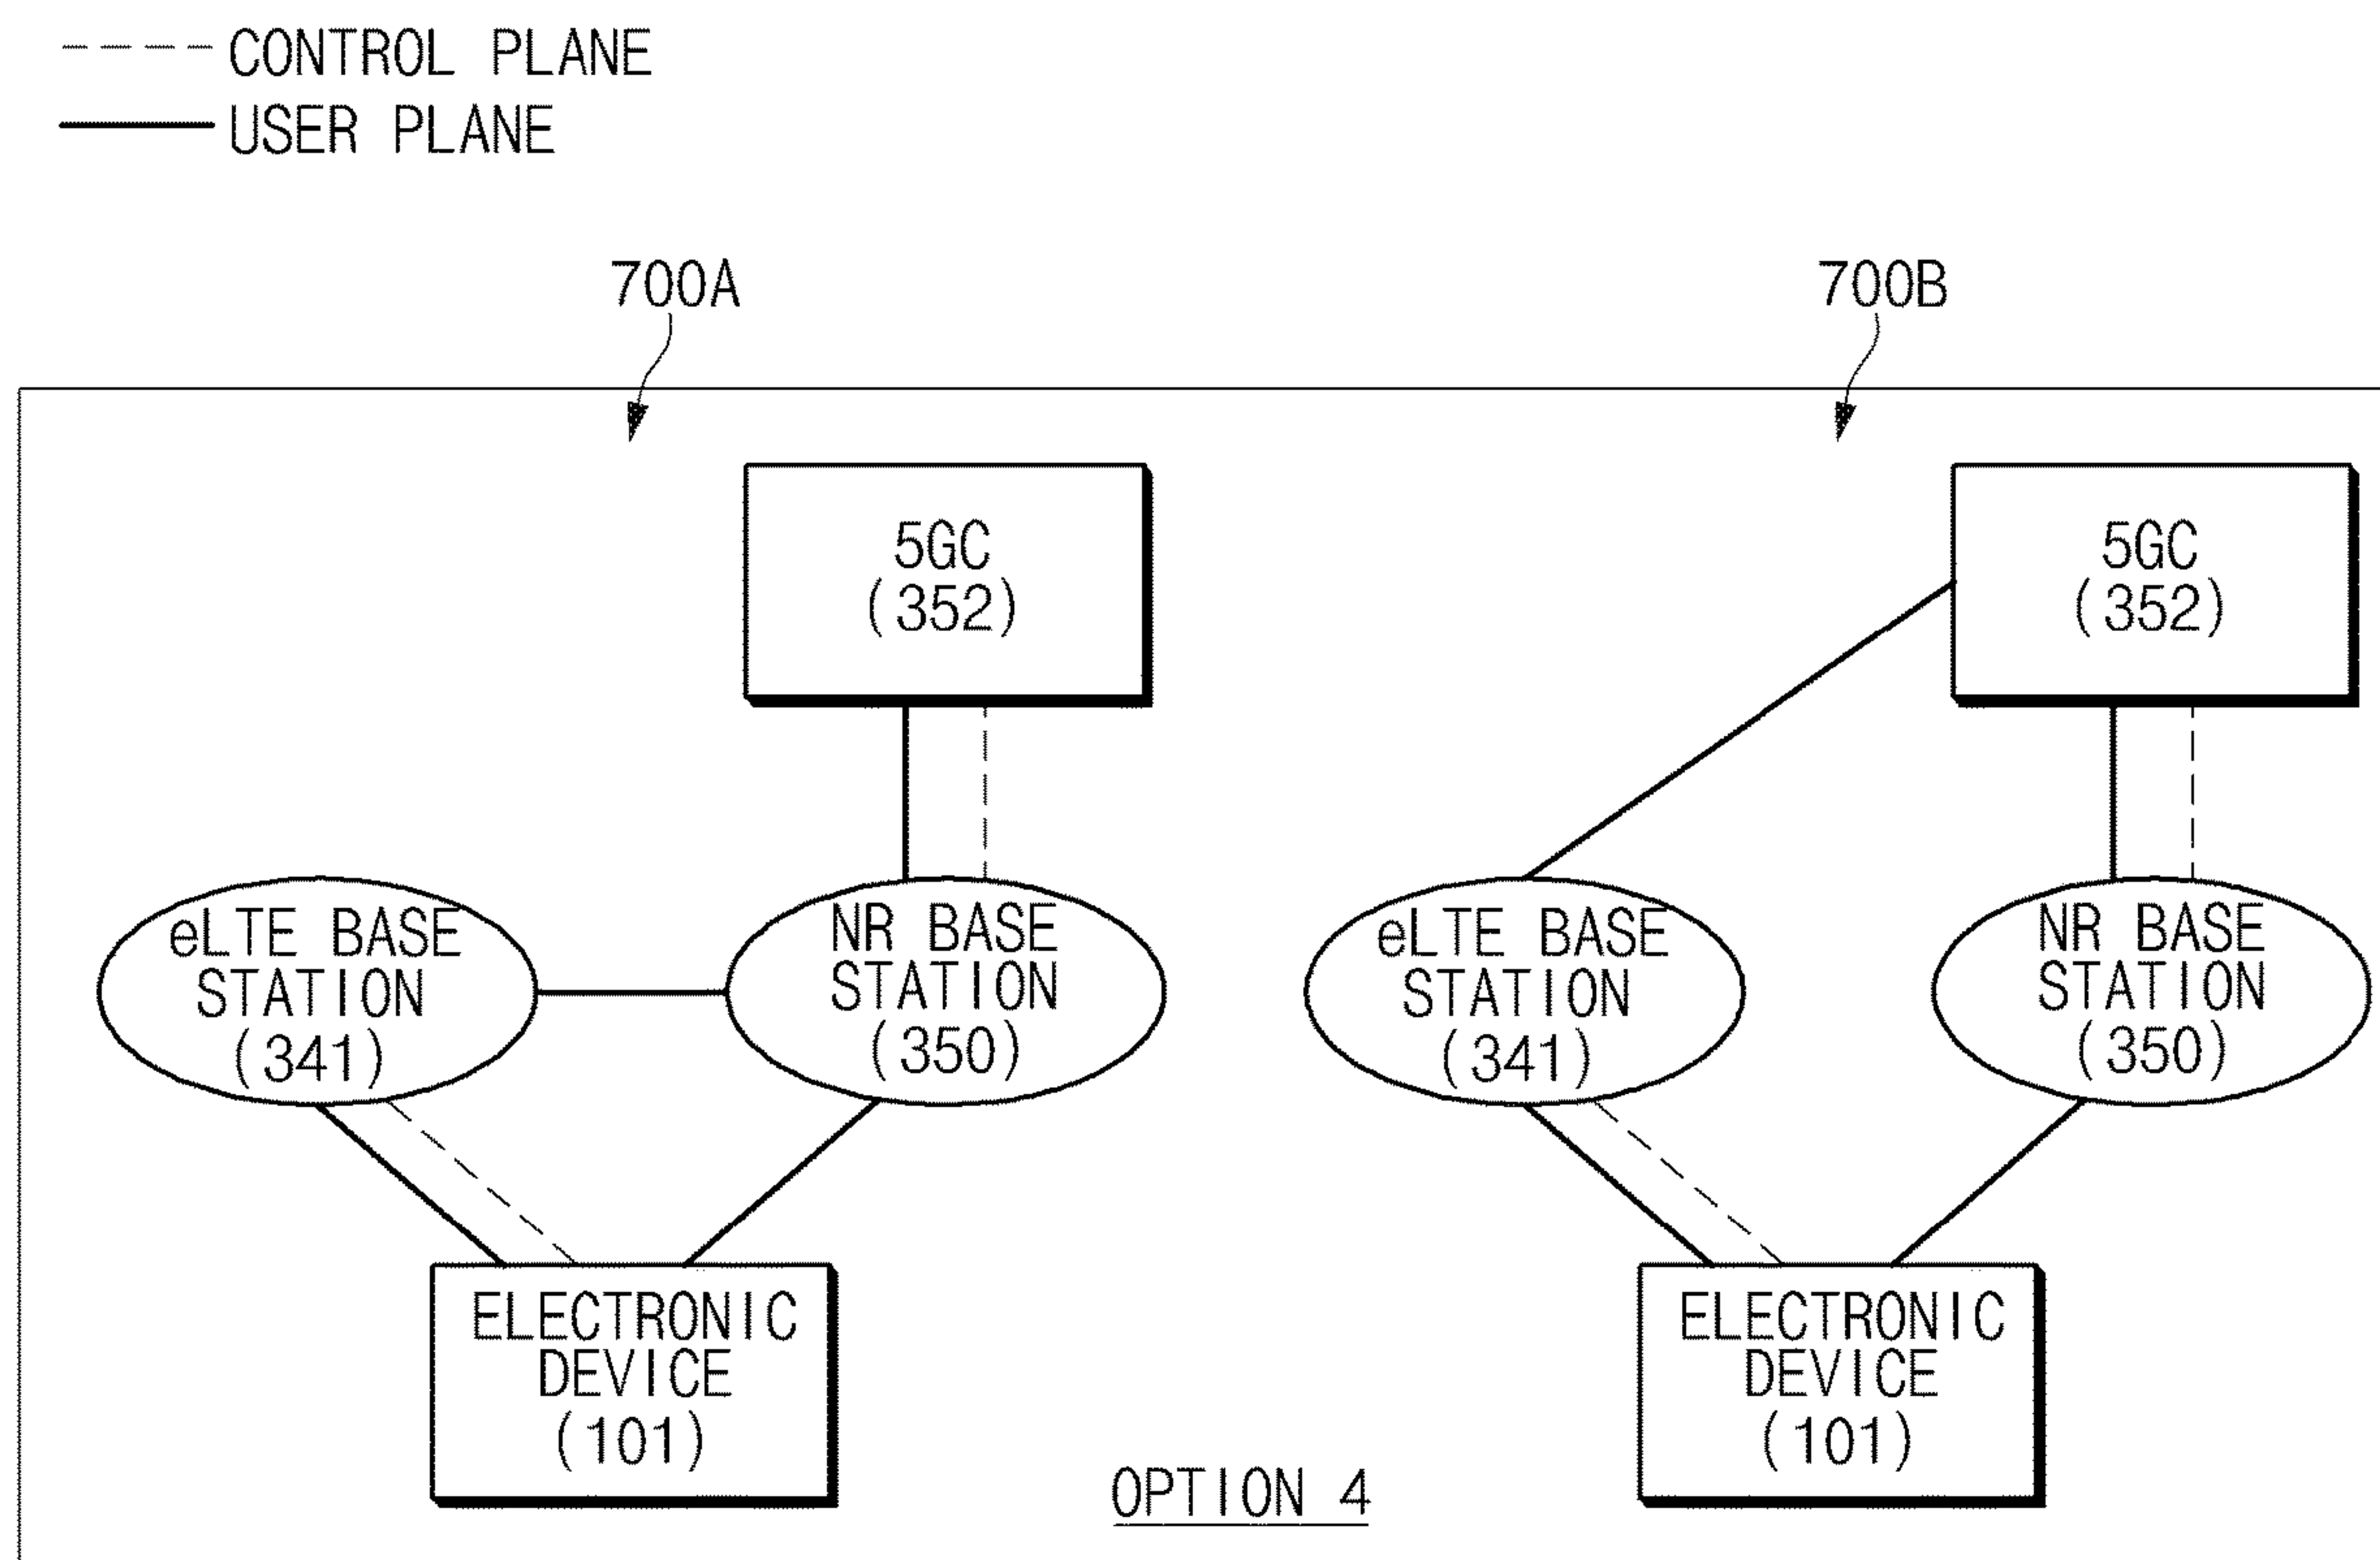 CONTROL PLANE
USER PLANE
700A
700B
5GC
(352)
5GC
(352)
eLTE BASE
STATION
(341)
NR BASE
STATION
(350)
eLTE BASE
STATION
(341)
NR BASE
STATION
(350)
ELECTRONIC
DEVICE
(101)
ELECTRONIC
DEVICE
(101)
OPTION 4